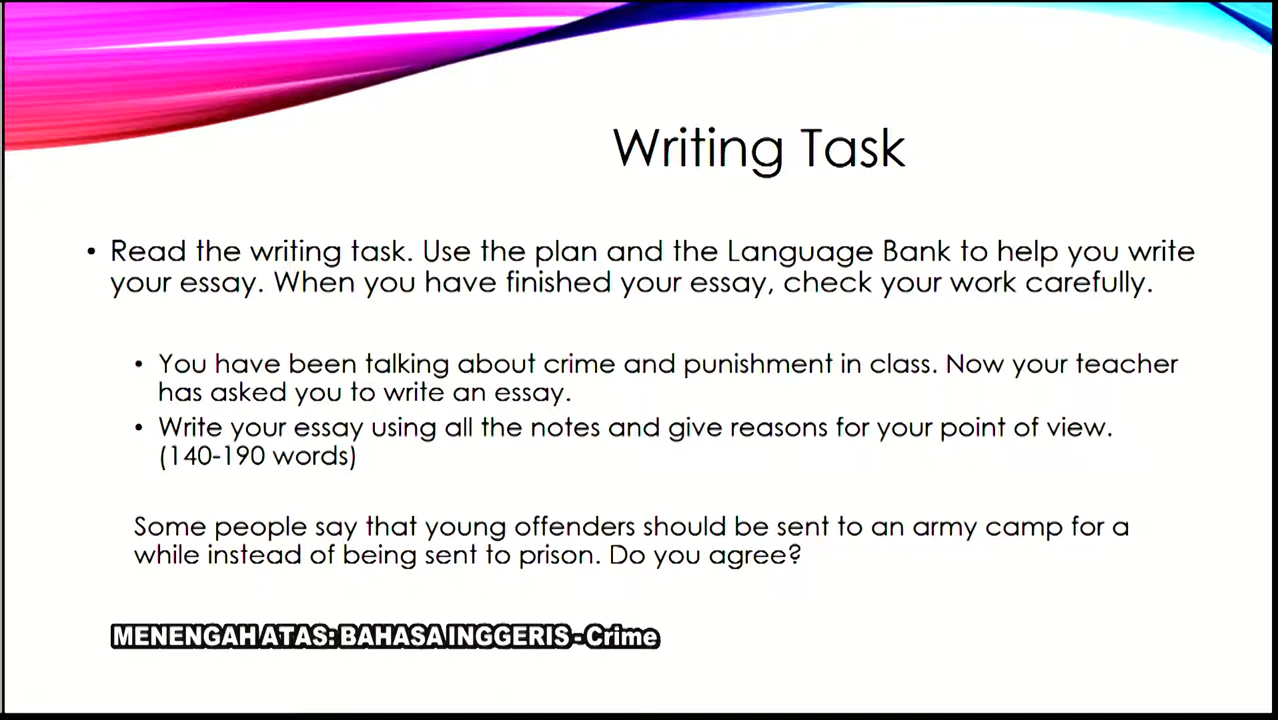 Writing Task
• Read the writing task. Use the plan and the Language Bank to help you write
your essay. When you have finished your essay, check your work carefully.
• You have been talking about crime and punishment in class. Now your teacher
has asked you to write an essay.
• Write your essay using all the notes and give reasons for your point of view.
(140-190 words)
Some people say that young offenders should be sent to an army camp for a
while instead of being sent to prison. Do you agree?
MENENGAH ATAS: BAHASA INGGERIS - Crime